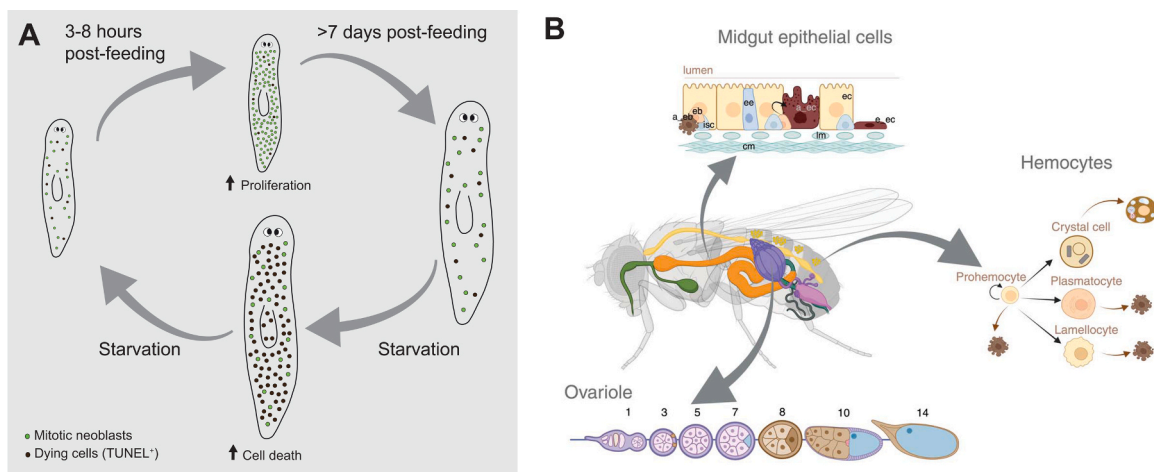 A
3-8 hours
post-feeding
>7 days post-feeding
↑ Proliferation
Starvation
Starvation
Mitotic neoblasts
Dying cells (TUNEL⁺)
↑ Cell death
B
Midgut epithelial cells
lumen
ee
a_ec
ec
eb
a_eb
isc
e_ec
lm
cm
Hemocytes
Crystal cell
Prohemocyte
Plasmatocyte
Lamellocyte
Ovariole
1 3 5 7 8 10 14